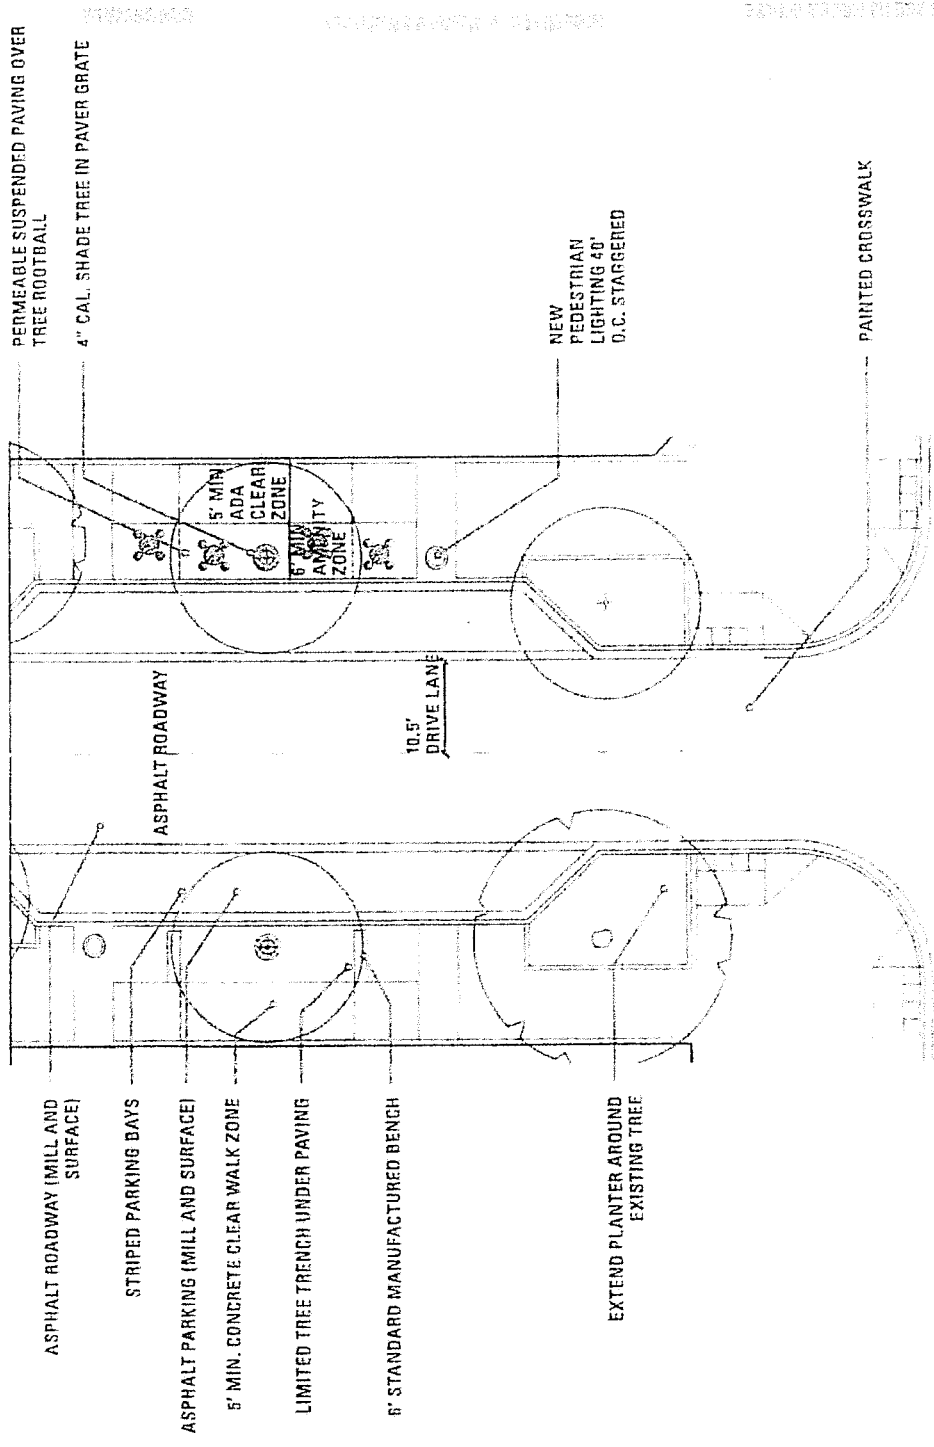 PERMEABLE SUSPENDED PAVING OVER
TREE ROOTBALL
4" CAL. SHADE TREE IN PAVER GRATE
NEW
PEDESTRIAN
LIGHTING 40'
O.C. STAGGERED
PAINTED CROSSWALK
5' MIN
ADA
CLEAR
ZONE
6' MIN
AMENITY
ZONE
ASPHALT ROADWAY
10.5'
DRIVE LANE
ASPHALT ROADWAY (MILL AND
SURFACE)
STRIPED PARKING BAYS
ASPHALT PARKING (MILL AND SURFACE)
5' MIN. CONCRETE CLEAR WALK ZONE
LIMITED TREE TRENCH UNDER PAVING
6' STANDARD MANUFACTURED BENCH
EXTEND PLANTER AROUND
EXISTING TREE